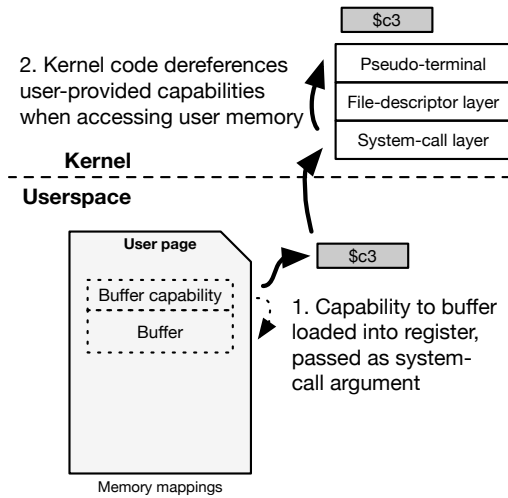 $c3
2. Kernel code dereferences
user-provided capabilities
when accessing user memory
Pseudo-terminal
File-descriptor layer
System-call layer
Kernel
Userspace
User page
Buffer capability
Buffer
$c3
1. Capability to buffer
loaded into register,
passed as system-
call argument
Memory mappings